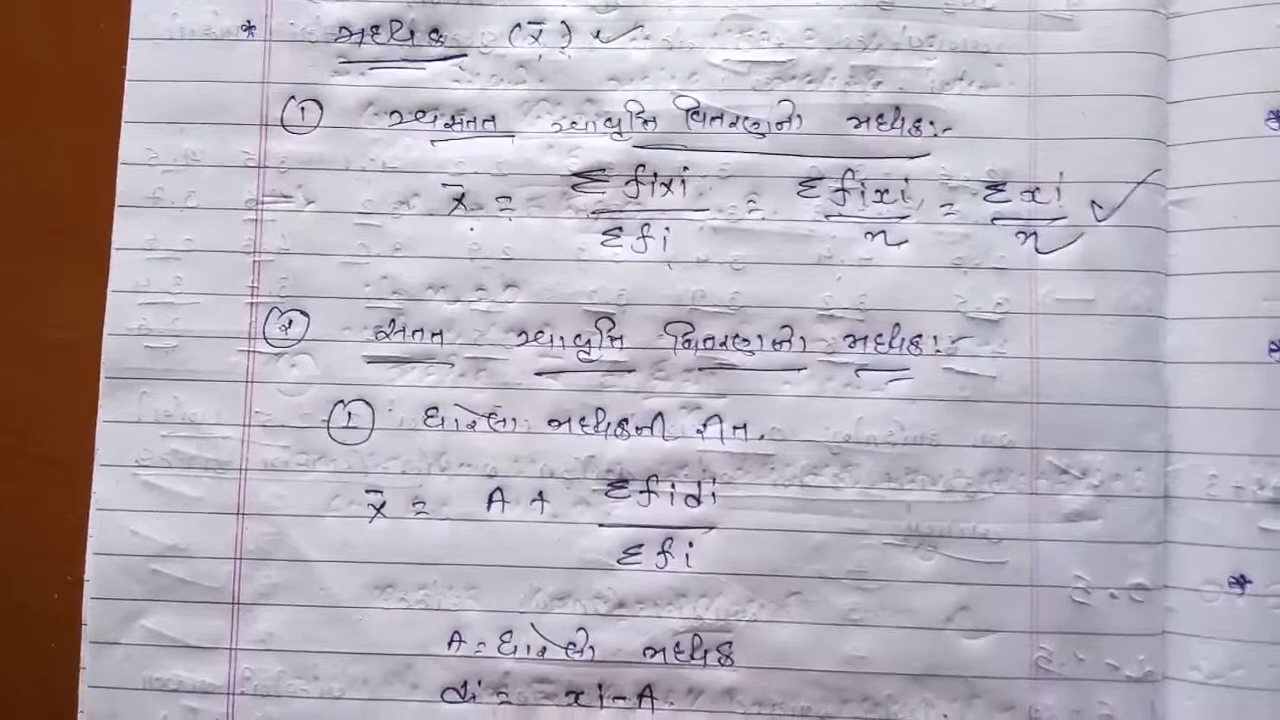 * મધ્યક (x̄) ✓
① અસતત આવૃત્તિ વિતરણનો મધ્યક :-
x̄ = Σfixi / Σfi = Σfixi / n = Σxi / n ✓
② સતત આવૃત્તિ વિતરણનો મધ્યક :-
① ધારેલા મધ્યકની રીત.
x̄ = A + Σfidi / Σfi
A = ધારેલો મધ્યક
di = xi - A.